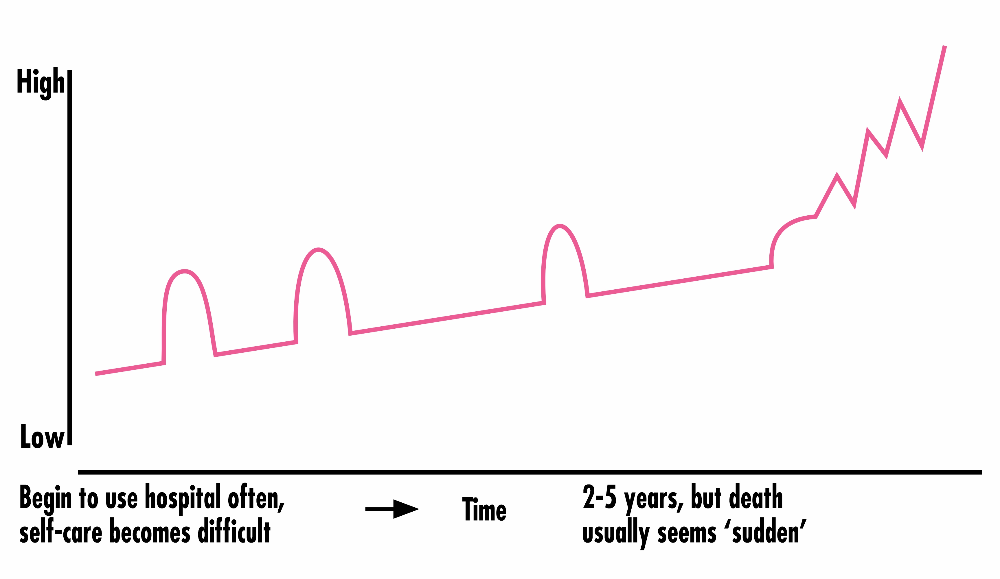 High
Low
Begin to use hospital often,
self-care becomes difficult
Time
2-5 years, but death
usually seems ‘sudden’